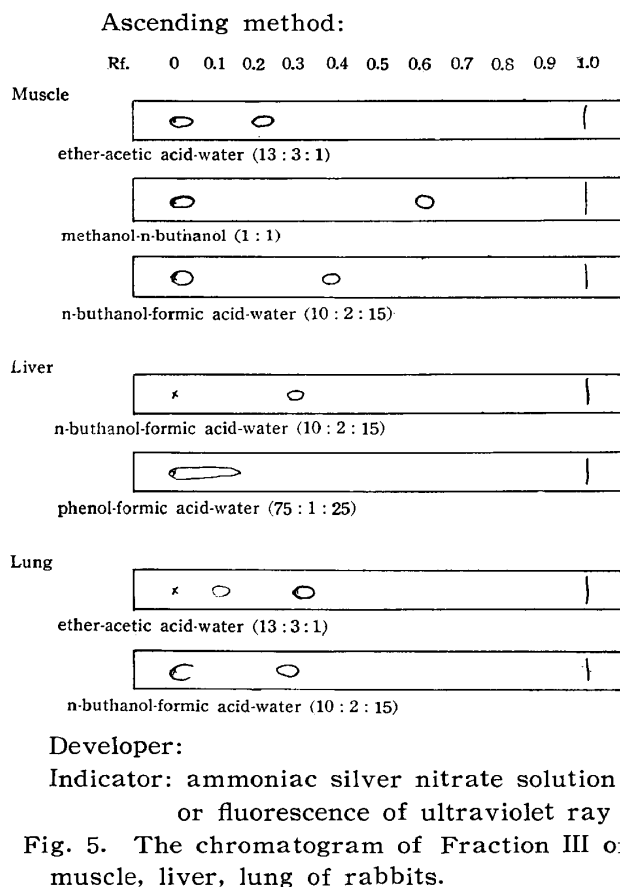 Ascending method:
Rf. 0 0.1 0.2 0.3 0.4 0.5 0.6 0.7 0.8 0.9 1.0
Muscle
ether-acetic acid-water (13 : 3 : 1)
methanol-n-buthanol (1 : 1)
n-buthanol-formic acid-water (10 : 2 : 15)
Liver
n-buthanol-formic acid-water (10 : 2 : 15)
phenol-formic acid-water (75 : 1 : 25)
Lung
ether-acetic acid-water (13 : 3 : 1)
n-buthanol-formic acid-water (10 : 2 : 15)
Developer:
Indicator: ammoniac silver nitrate solution
or fluorescence of ultraviolet ray
Fig. 5. The chromatogram of Fraction III
muscle, liver, lung of rabbits.